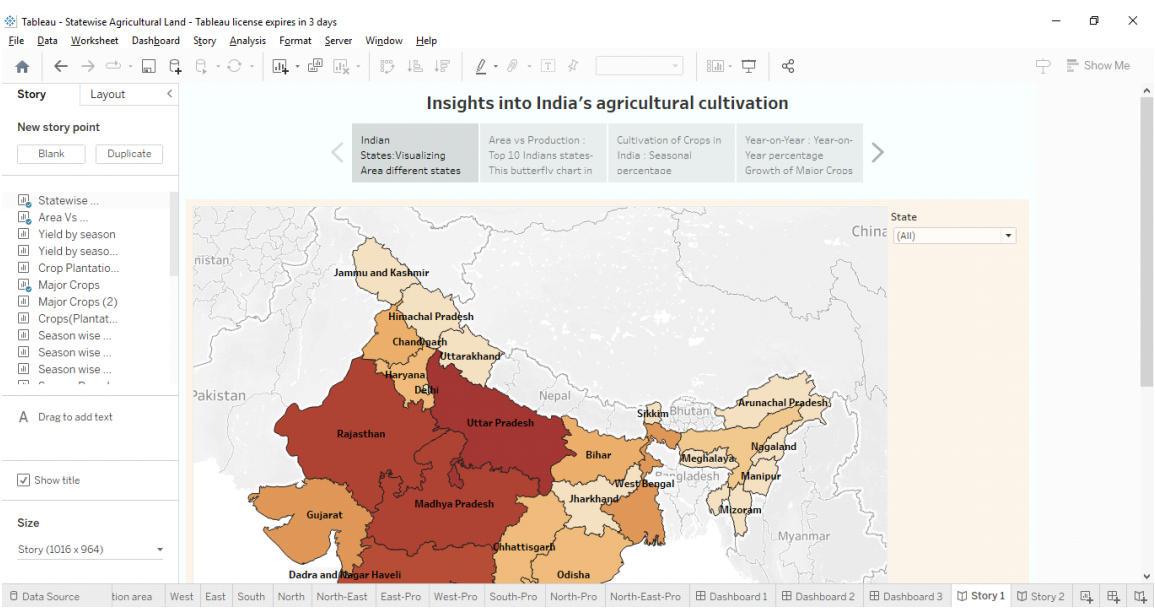 Tableau - Statewise Agricultural Land - Tableau license expires in 3 days
File Data Worksheet Dashboard Story Analysis Format Server Window Help
Show Me
Story Layout
New story point
Blank Duplicate
Statewise ...
Area Vs ...
Yield by season
Yield by seaso...
Crop Plantatio...
Major Crops
Major Crops (2)
Crops(Plantat...
Season wise ...
Season wise ...
Season wise ...
A Drag to add text
Show title
Size
Story (1016 x 964)
Insights into India's agricultural cultivation
Indian
States:Visualizing
Area different states
Area vs Production :
Top 10 Indians states-
This butterfly chart in
Cultivation of Crops in
India : Seasonal
percentage
Year-on-Year : Year-on-
Year percentage
Growth of Major Crops
State
(All)
China
nistan
Jammu and Kashmir
Himachal Pradesh
Chandigarh
Uttarakhand
Haryana
Delhi
Pakistan
Nepal
Sikkim
Bhutan
Arunachal Pradesh
Rajasthan
Uttar Pradesh
Bihar
Nagaland
Meghalaya
Manipur
Bangladesh
West Bengal
Jharkhand
Madhya Pradesh
Gujarat
Mizoram
Myanmar
Chhattisgarh
Dadra and Nagar Haveli
Odisha
Data Source tion area West East South North North-East East-Pro West-Pro South-Pro North-Pro North-East-Pro Dashboard 1 Dashboard 2 Dashboard 3 Story 1 Story 2